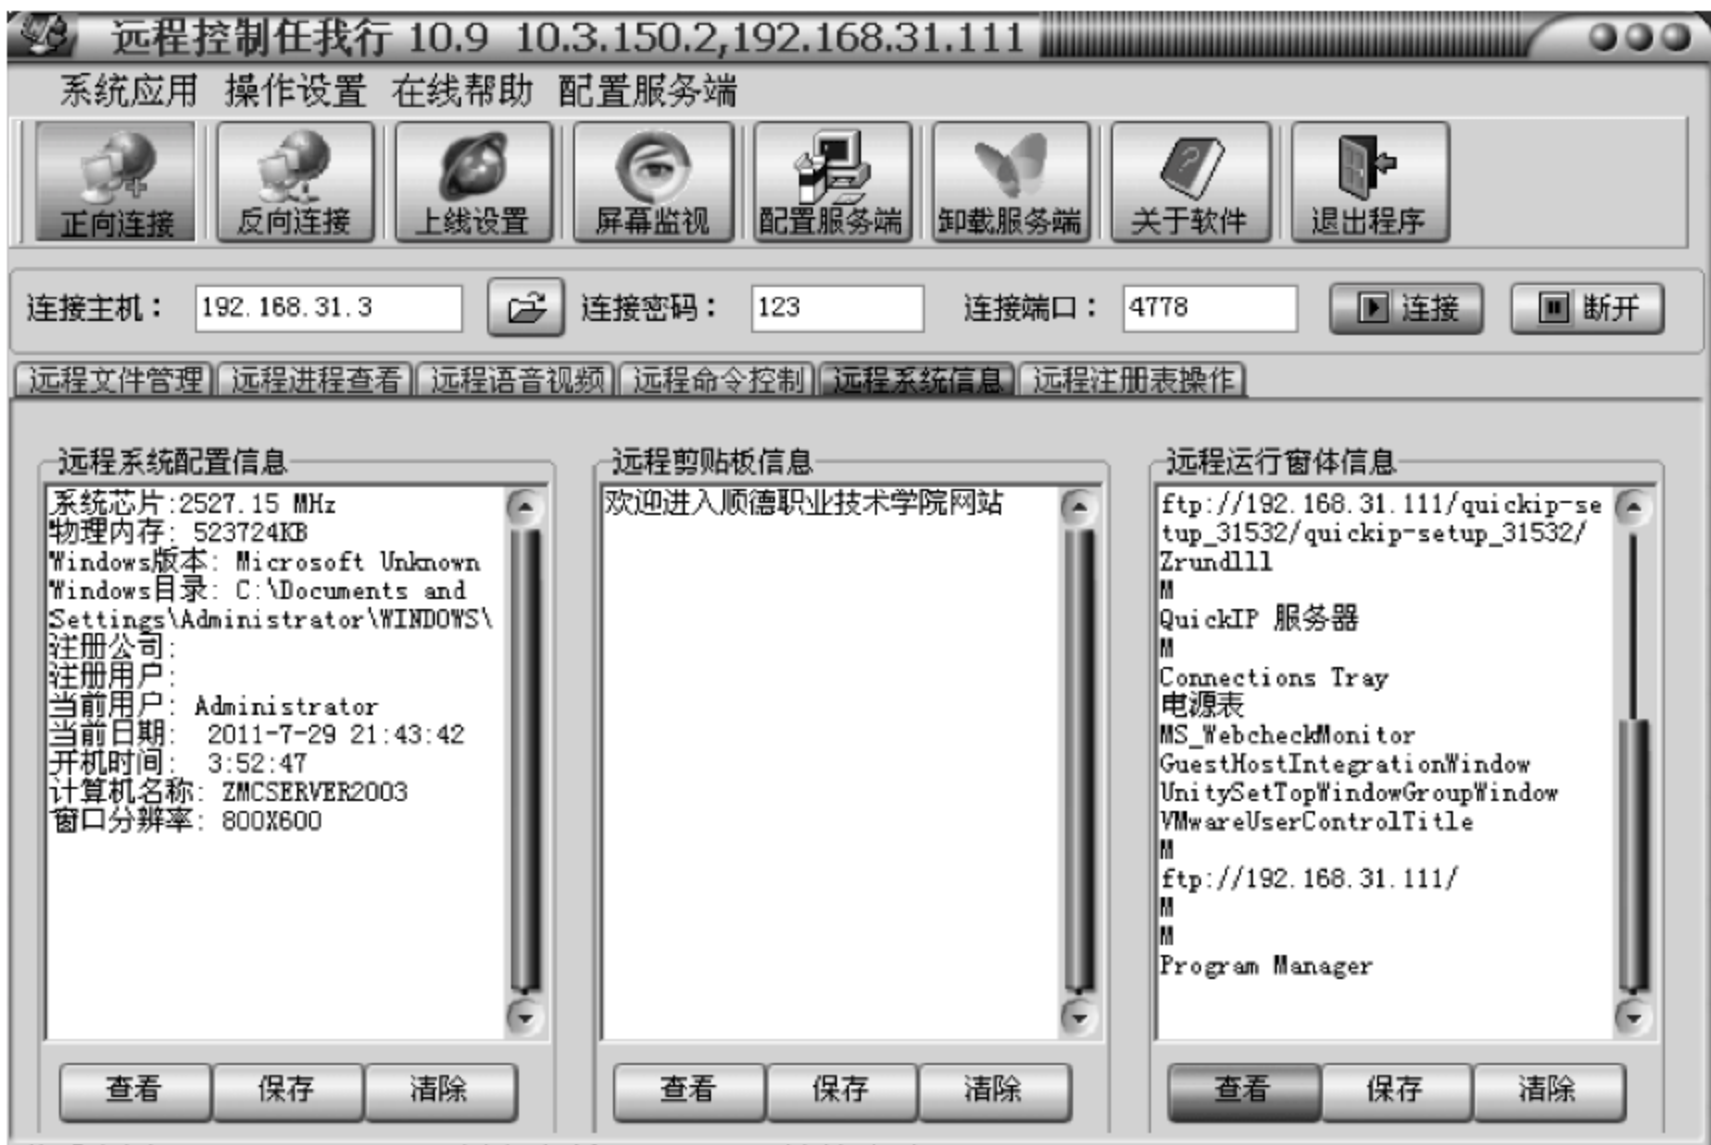 远程控制任我行 10.9 10.3.150.2,192.168.31.111
系统应用 操作设置 在线帮助 配置服务端
正向连接 反向连接 上线设置 屏幕监视 配置服务端 卸载服务端 关于软件 退出程序
连接主机： 192.168.31.3 连接密码： 123 连接端口： 4778 连接 断开
远程文件管理 远程进程查看 远程语音视频 远程命令控制 远程系统信息 远程注册表操作
远程系统配置信息
系统芯片:2527.15 MHz
物理内存: 523724KB
Windows版本: Microsoft Unknown
Windows目录: C:\Documents and
Settings\Administrator\WINDOWS\
注册公司:
注册用户:
当前用户: Administrator
当前日期: 2011-7-29 21:43:42
开机时间: 3:52:47
计算机名称: ZMCSERVER2003
窗口分辨率: 800X600
查看 保存 清除
远程剪贴板信息
欢迎进入顺德职业技术学院网站
查看 保存 清除
远程运行窗体信息
ftp://192.168.31.111/quickip-se
tup_31532/quickip-setup_31532/
Zrundlll
M
QuickIP 服务器
M
Connections Tray
电源表
MS_WebcheckMonitor
GuestHostIntegrationWindow
UnitySetTopWindowGroupWindow
VMwareUserControlTitle
M
ftp://192.168.31.111/
M
M
Program Manager
查看 保存 清除